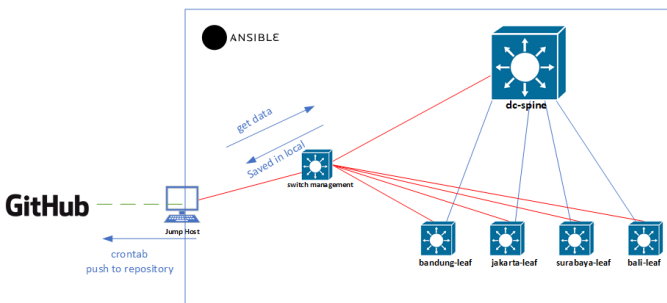 ANSIBLE
dc-spine
get data
Saved in local
switch management
GitHub
Jump Host
crontab
push to repository
bandung-leaf
jakarta-leaf
surabaya-leaf
bali-leaf